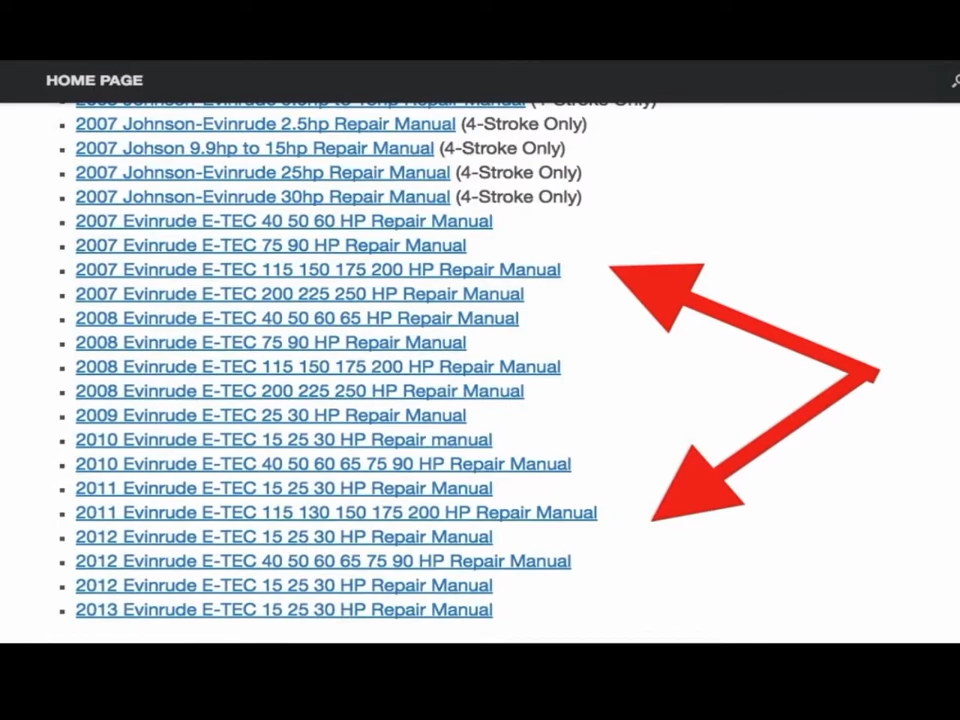 HOME PAGE
2007 Johnson-Evinrude 2.5hp Repair Manual (4-Stroke Only)
2007 Johson 9.9hp to 15hp Repair Manual (4-Stroke Only)
2007 Johnson-Evinrude 25hp Repair Manual (4-Stroke Only)
2007 Johnson-Evinrude 30hp Repair Manual (4-Stroke Only)
2007 Evinrude E-TEC 40 50 60 HP Repair Manual
2007 Evinrude E-TEC 75 90 HP Repair Manual
2007 Evinrude E-TEC 115 150 175 200 HP Repair Manual
2007 Evinrude E-TEC 200 225 250 HP Repair Manual
2008 Evinrude E-TEC 40 50 60 65 HP Repair Manual
2008 Evinrude E-TEC 75 90 HP Repair Manual
2008 Evinrude E-TEC 115 150 175 200 HP Repair Manual
2008 Evinrude E-TEC 200 225 250 HP Repair Manual
2009 Evinrude E-TEC 25 30 HP Repair Manual
2010 Evinrude E-TEC 15 25 30 HP Repair manual
2010 Evinrude E-TEC 40 50 60 65 75 90 HP Repair Manual
2011 Evinrude E-TEC 15 25 30 HP Repair Manual
2011 Evinrude E-TEC 115 130 150 175 200 HP Repair Manual
2012 Evinrude E-TEC 15 25 30 HP Repair Manual
2012 Evinrude E-TEC 40 50 60 65 75 90 HP Repair Manual
2012 Evinrude E-TEC 15 25 30 HP Repair Manual
2013 Evinrude E-TEC 15 25 30 HP Repair Manual